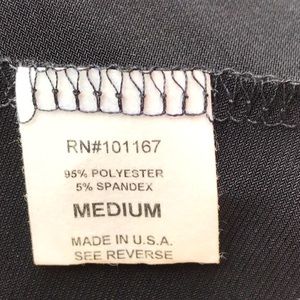 RN#101167
95% POLYESTER
5% SPANDEX
MEDIUM
MADE IN U.S.A.
SEE REVERSE